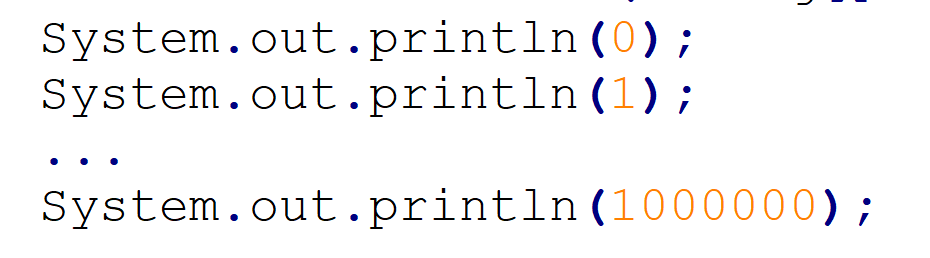 System.out.println(0);
System.out.println(1);
...
System.out.println(1000000);